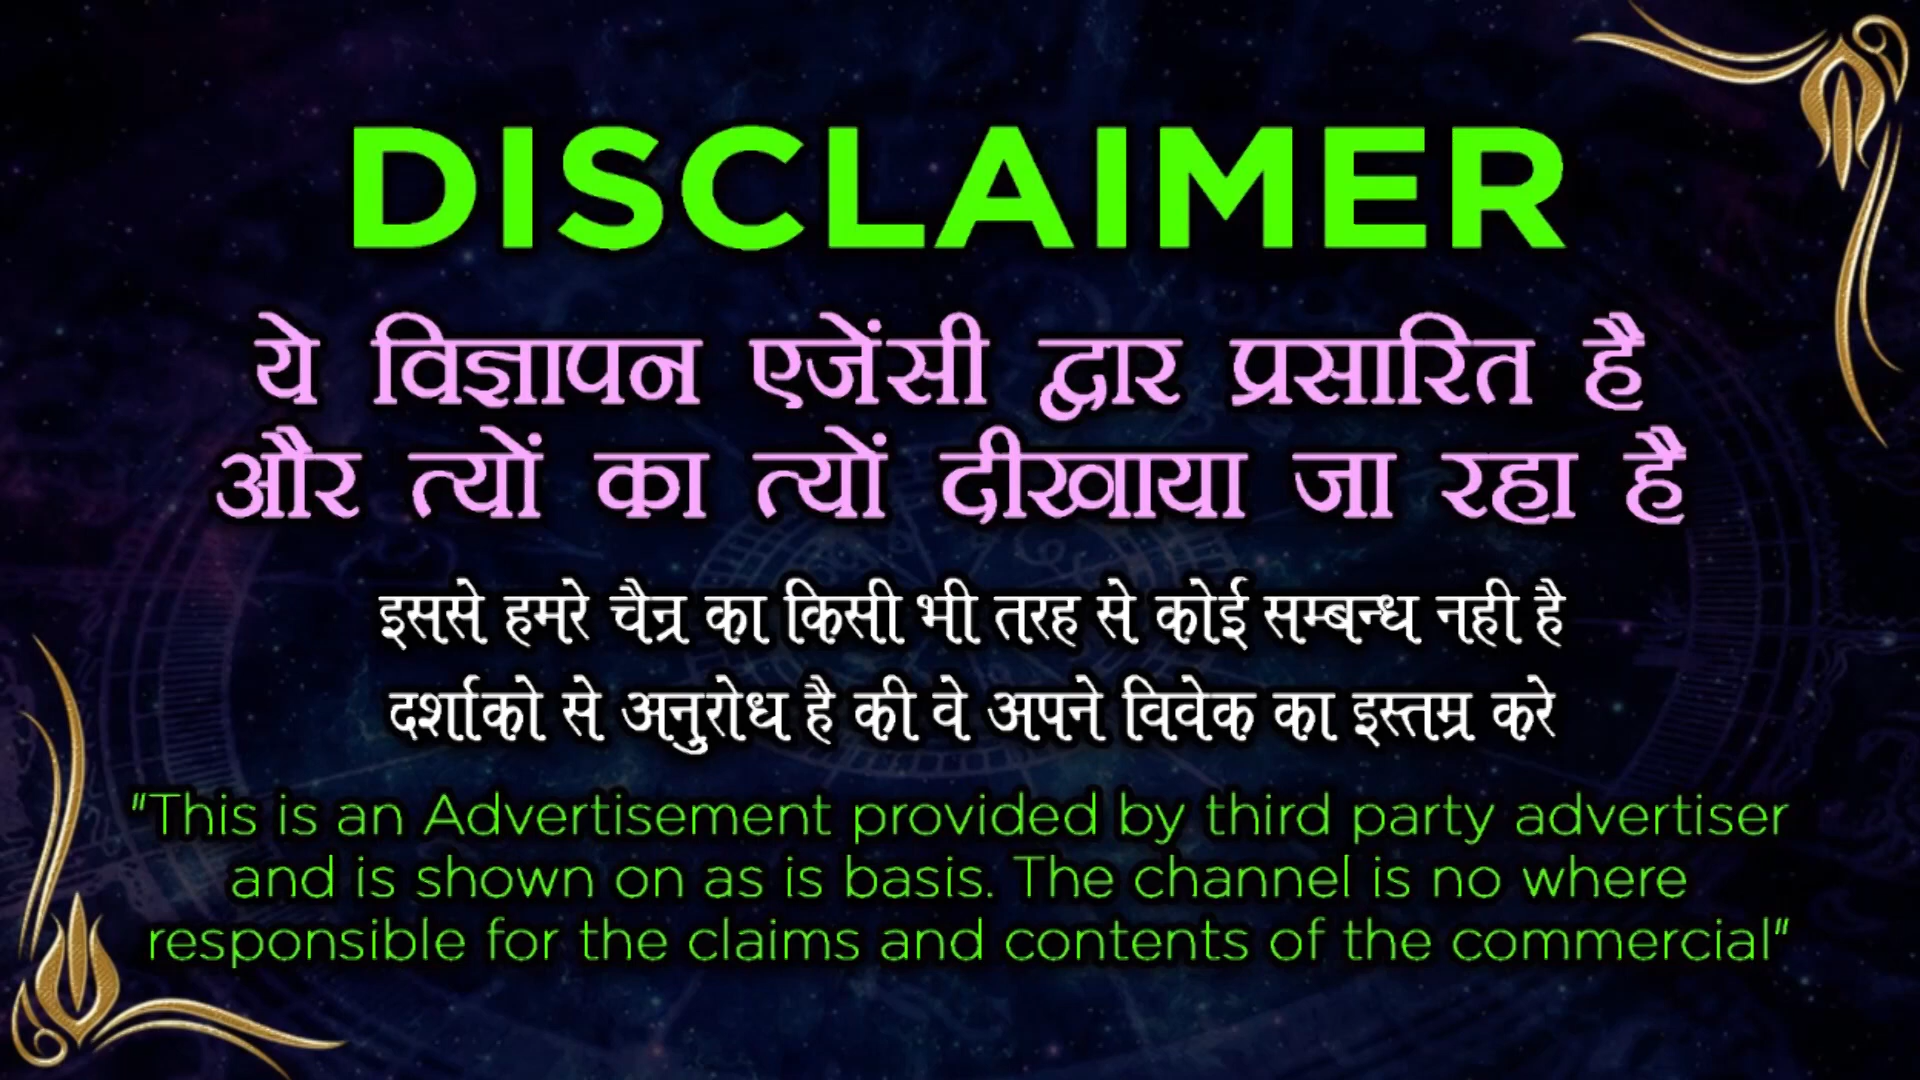 DISCLAIMER
ये विज्ञापन एजेंसी द्वार प्रसारित है
और त्यों का त्यों दीखाया जा रहा है
इससे हमरे चैन्र का किसी भी तरह से कोई सम्बन्ध नही है
दर्शाको से अनुरोध है की वे अपने विवेक का इस्तम्र करे
"This is an Advertisement provided by third party advertiser
and is shown on as is basis. The channel is no where
responsible for the claims and contents of the commercial"